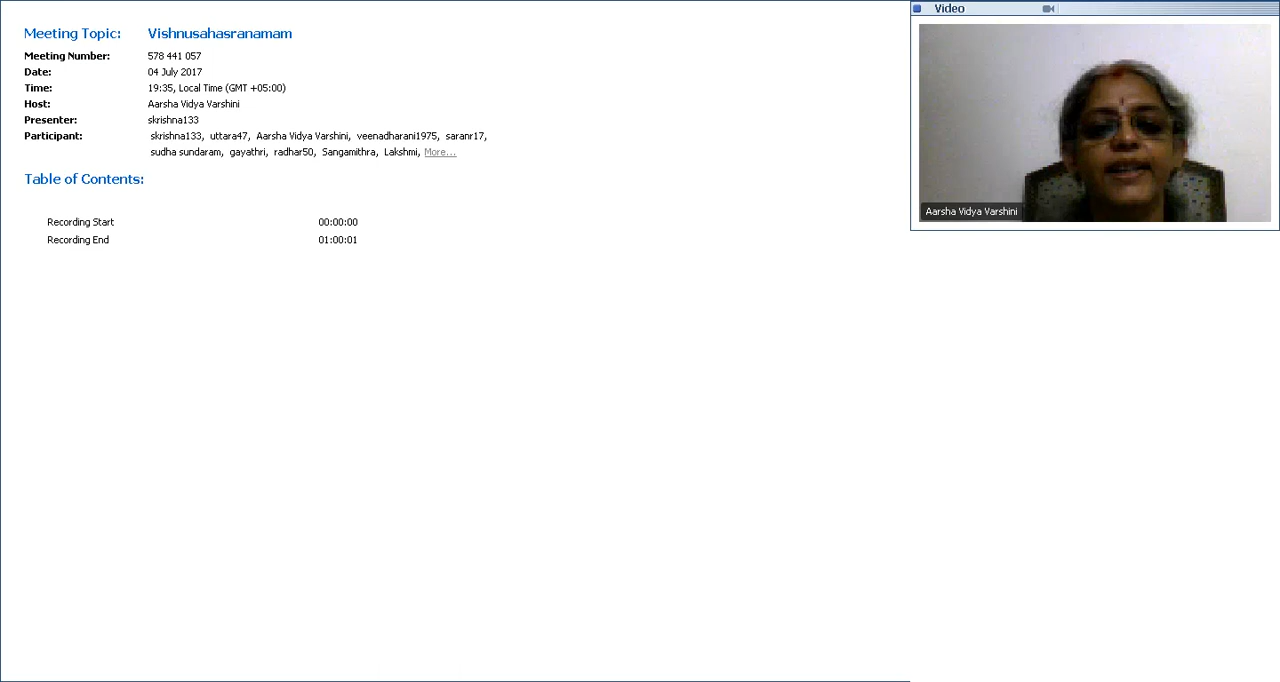 Meeting Topic: Vishnusahasranamam
Meeting Number: 578 441 057
Date: 04 July 2017
Time: 19:35, Local Time (GMT +05:00)
Host: Aarsha Vidya Varshini
Presenter: skrishna133
Participant: skrishna133, uttara47, Aarsha Vidya Varshini, veenadharani1975, saranr17,
sudha sundaram, gayathri, radhar50, Sangamithra, Lakshmi, More...
Table of Contents:
Recording Start 00:00:00
Recording End 01:00:01
Video
Aarsha Vidya Varshini